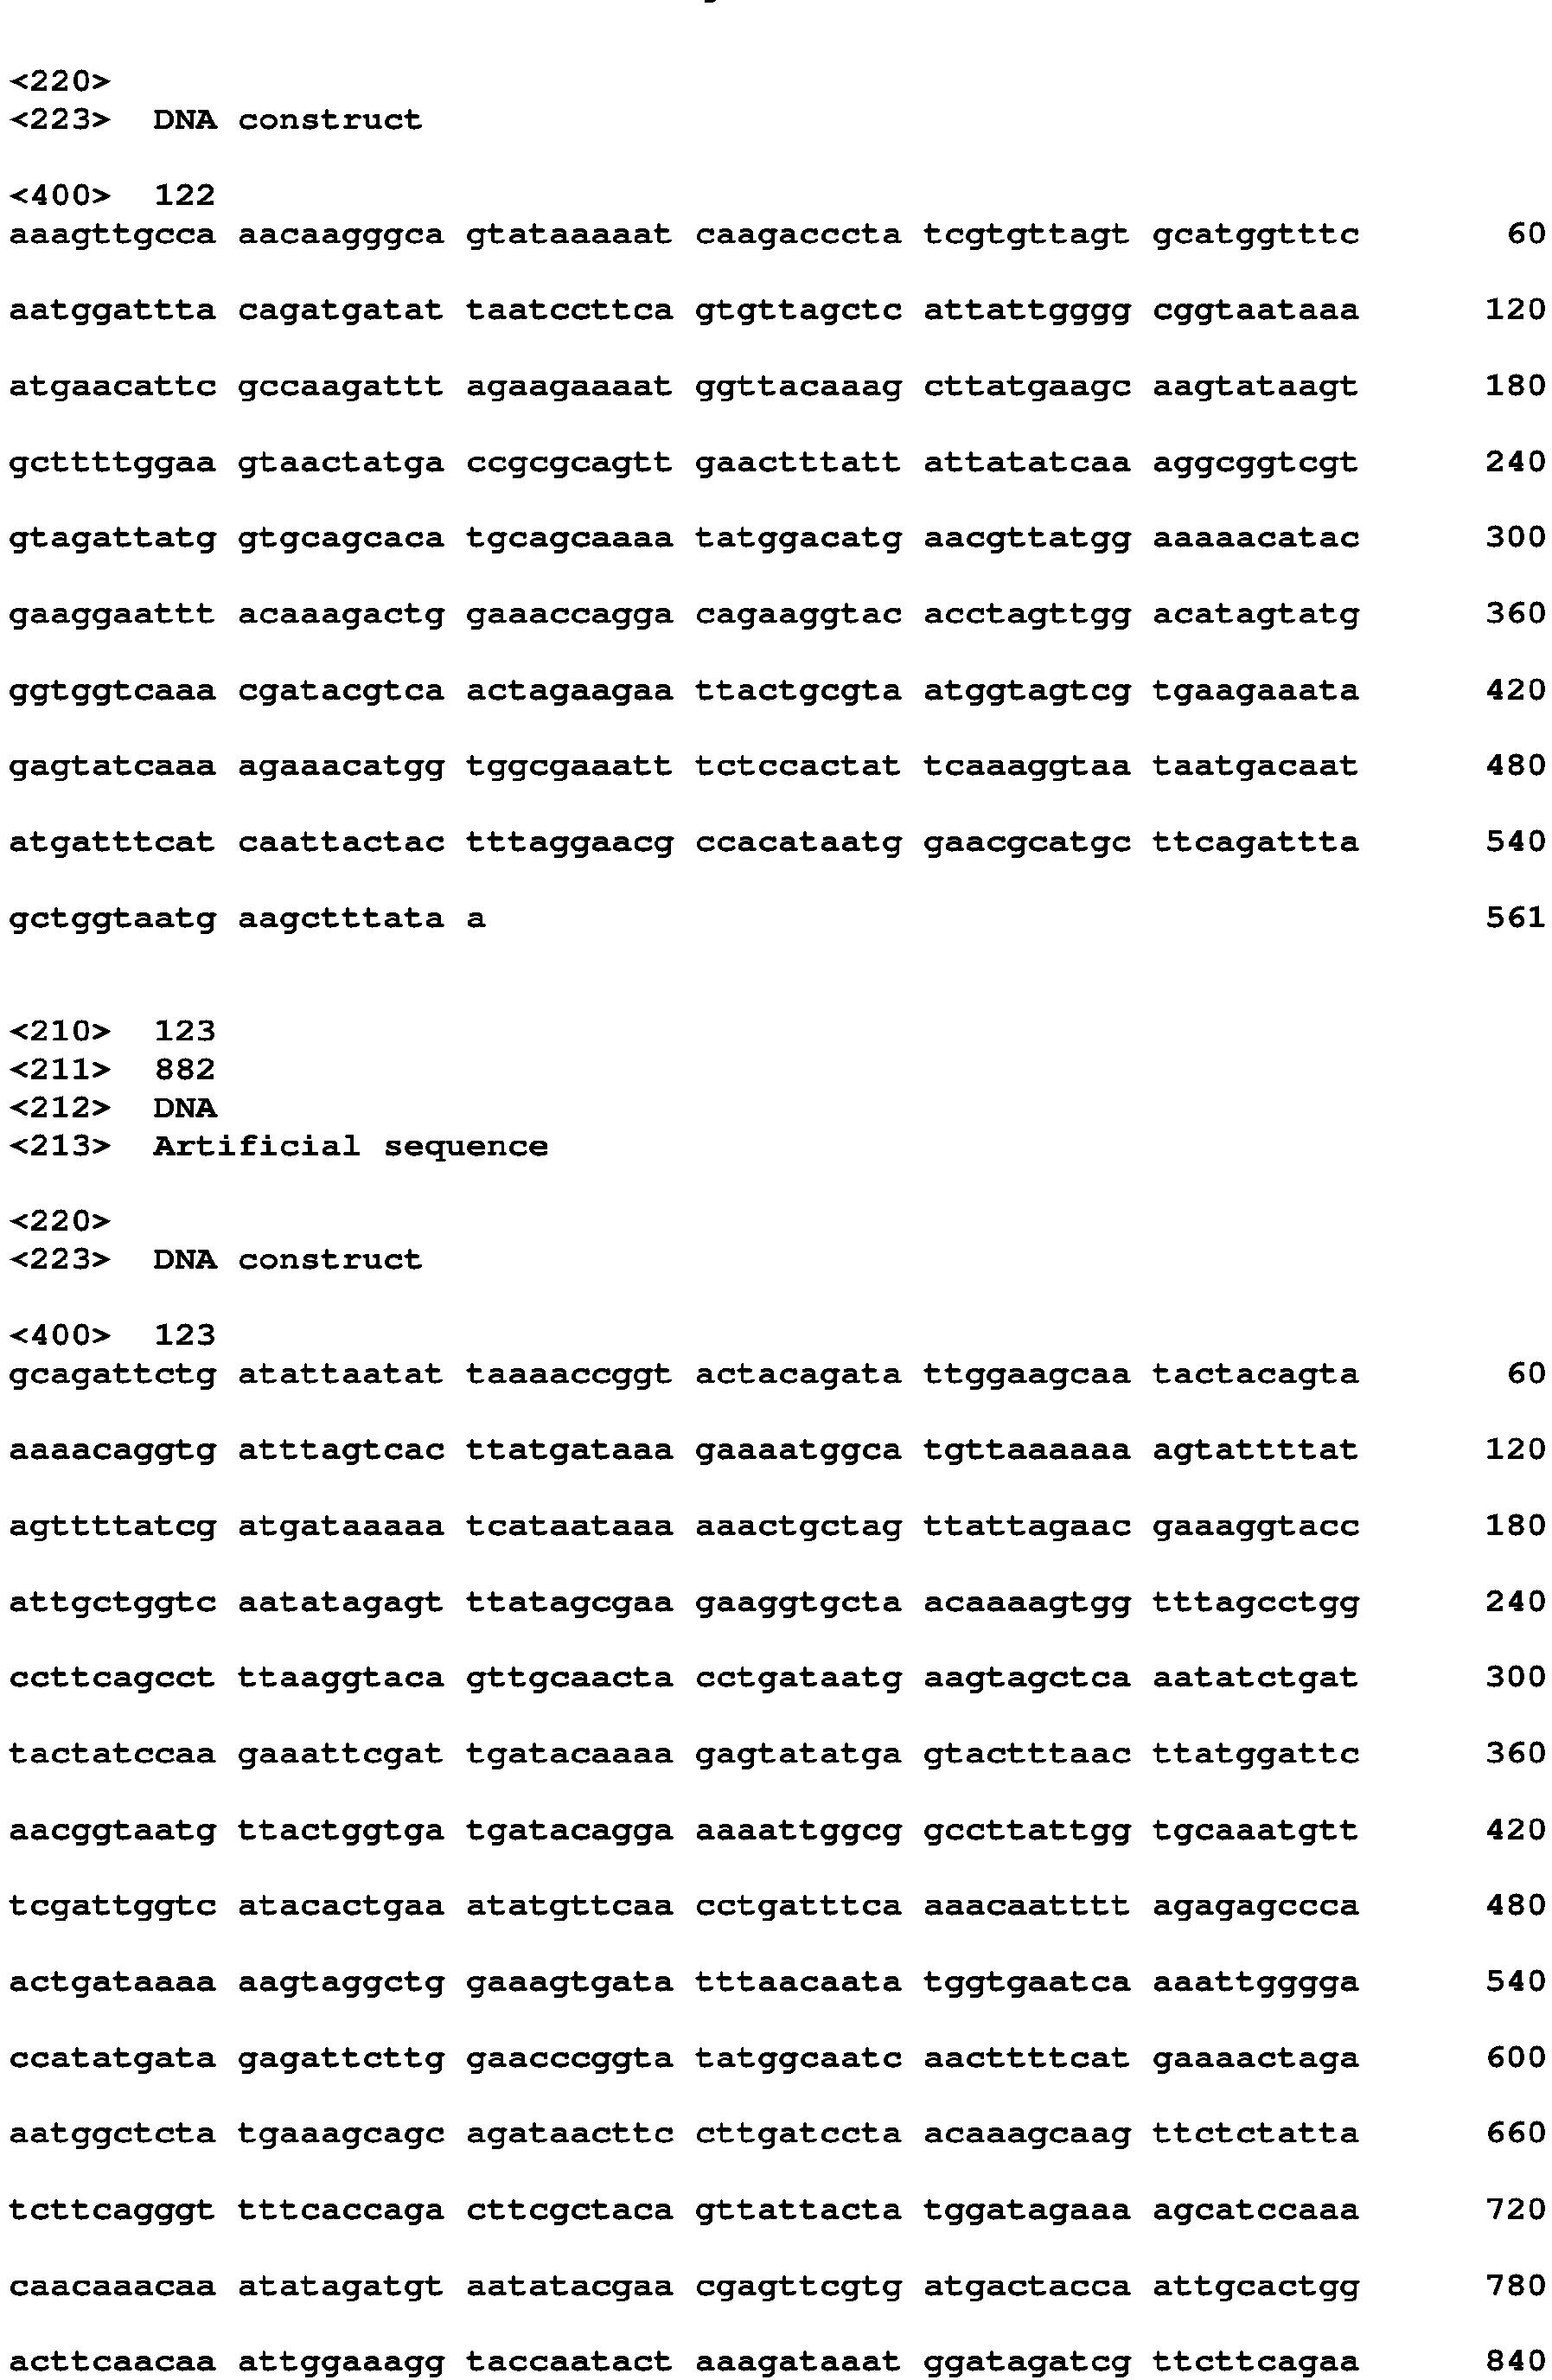 <220>
<223> DNA construct
<400> 122
aaagttgcca aacaagggca gtataaaaat caagacccta tcgtgttagt gcatggtttc 60
aatggattta cagatgatat taatccttca gtgttagctc attattgggg cggtaataaa 120
atgaacattc gccaagattt agaagaaaat ggttacaaag cttatgaagc aagtataagt 180
gcttttggaa gtaactatga ccgcgcagtt gaactttatt attatatcaa aggcggtcgt 240
gtagattatg gtgcagcaca tgcagcaaaa tatggacatg aacgttatgg aaaaacatac 300
gaaggaattt acaaagactg gaaaccagga cagaaggtac acctagttgg acatagtatg 360
ggtggtcaaa cgatacgtca actagaagaa ttactgcgta atggtagtcg tgaagaaata 420
gagtatcaaa agaaacatgg tggcgaaatt tctccactat tcaaaggtaa taatgacaat 480
atgatttcat caattactac tttaggaacg ccacataatg gaacgcatgc ttcagattta 540
gctggtaatg aagctttata a 561
<210> 123
<211> 882
<212> DNA
<213> Artificial sequence
<220>
<223> DNA construct
<400> 123
gcagattctg atattaatat taaaaccggt actacagata ttggaagcaa tactacagta 60
aaaacaggtg atttagtcac ttatgataaa gaaaatggca tgttaaaaaa agtattttat 120
agttttatcg atgataaaaa tcataataaa aaactgctag ttattagaac gaaaggtacc 180
attgctggtc aatatagagt ttatagcgaa gaaggtgcta acaaaagtgg tttagcctgg 240
ccttcagcct ttaaggtaca gttgcaacta cctgataatg aagtagctca aatatctgat 300
tactatccaa gaaattcgat tgatacaaaa gagtatatga gtactttaac ttatggattc 360
aacggtaatg ttactggtga tgatacagga aaaattggcg gccttattgg tgcaaatgtt 420
tcgattggtc atacactgaa atatgttcaa cctgatttca aaacaatttt agagagccca 480
actgataaaa aagtaggctg gaaagtgata tttaacaata tggtgaatca aaattgggga 540
ccatatgata gagattcttg gaacccggta tatggcaatc aacttttcat gaaaactaga 600
aatggctcta tgaaagcagc agataacttc cttgatccta acaaagcaag ttctctatta 660
tcttcagggt tttcaccaga cttcgctaca gttattacta tggatagaaa agcatccaaa 720
caacaaacaa atatagatgt aatatacgaa cgagttcgtg atgactacca attgcactgg 780
acttcaacaa attggaaagg taccaatact aaagataaat ggatagatcg ttcttcagaa 840